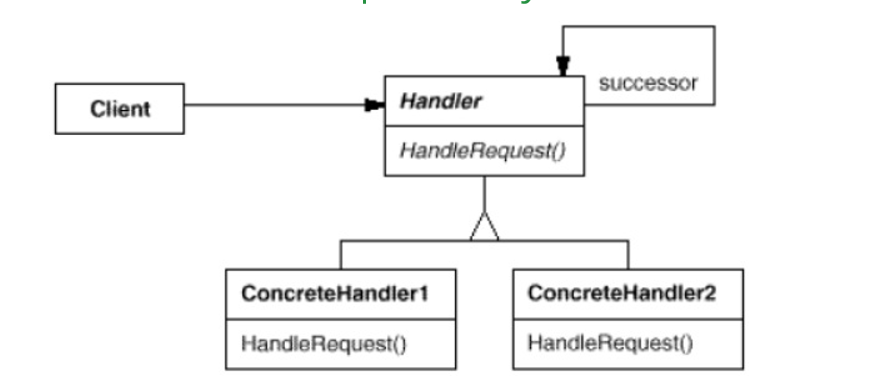 successor
Client
Handler
HandleRequest()
ConcreteHandler1
ConcreteHandler2
HandleRequest()
HandleRequest()